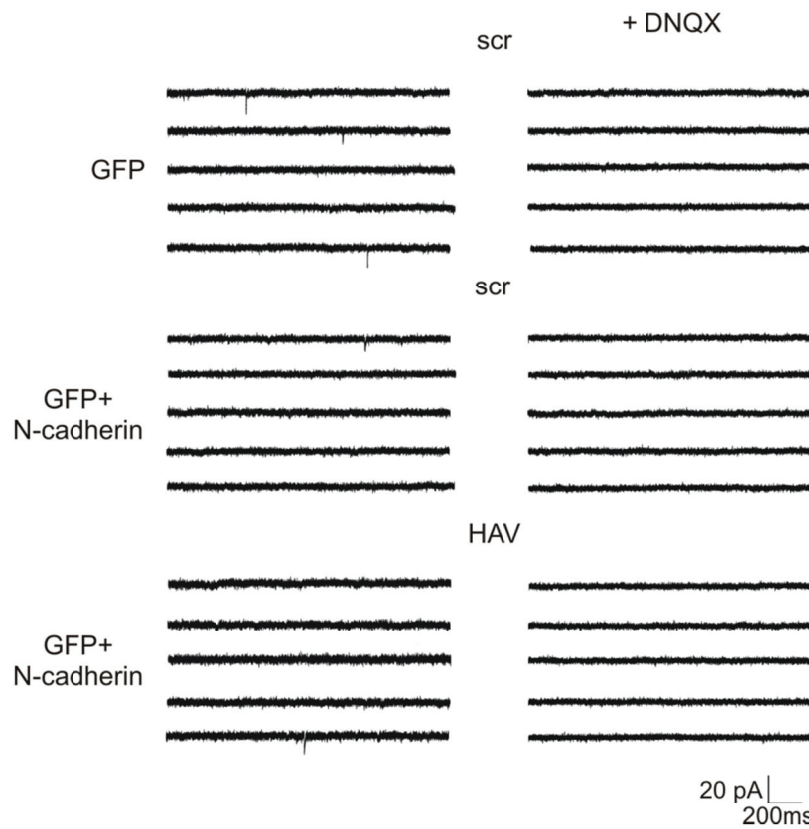 + DNQX
scr
GFP
scr
GFP+
N-cadherin
HAV
GFP+
N-cadherin
20 pA
200ms